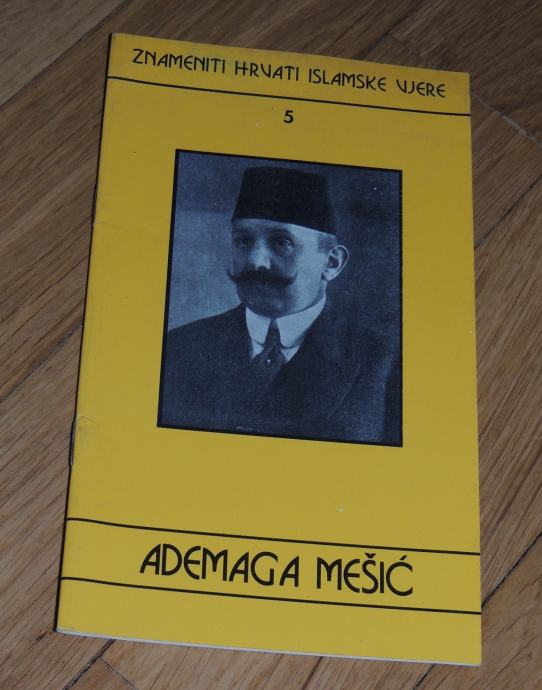 ZNAMENITI HRVATI ISLAMSKE VJERE
5
ADEMAGA MEŠIĆ